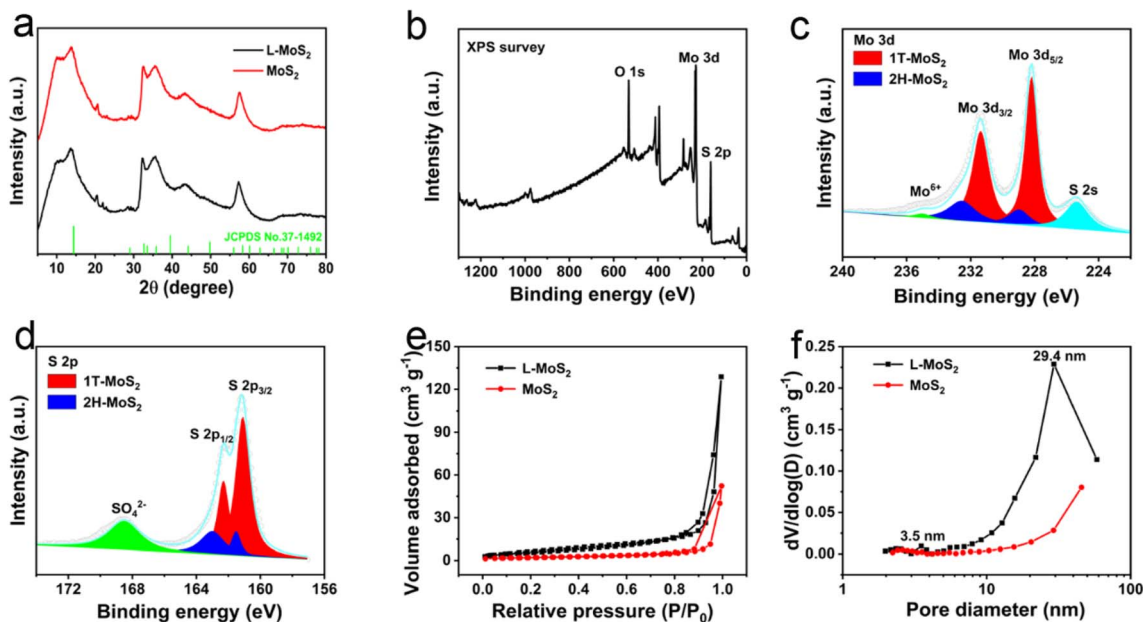 a
Intensity (a.u.)
L-MoS₂
MoS₂
JCPDS No.37-1492
10 20 30 40 50 60 70 80
2θ (degree)
b
Intensity (a.u.)
XPS survey
O 1s
Mo 3d
S 2p
1200 1000 800 600 400 200 0
Binding energy (eV)
c
Intensity (a.u.)
Mo 3d
1T-MoS₂
2H-MoS₂
Mo 3d₅/₂
Mo 3d₃/₂
Mo⁶⁺
S 2s
240 236 232 228 224
Binding energy (eV)
d
Intensity (a.u.)
S 2p
1T-MoS₂
2H-MoS₂
S 2p₃/₂
S 2p₁/₂
SO₄²⁻
172 168 164 160 156
Binding energy (eV)
e
Volume adsorbed (cm³ g⁻¹)
150
120
90
60
30
0
L-MoS₂
MoS₂
0.0 0.2 0.4 0.6 0.8 1.0
Relative pressure (P/P₀)
f
dV/dlog(D) (cm³ g⁻¹)
0.25
0.20
0.15
0.10
0.05
0.00
L-MoS₂
MoS₂
29.4 nm
3.5 nm
1 10 100
Pore diameter (nm)